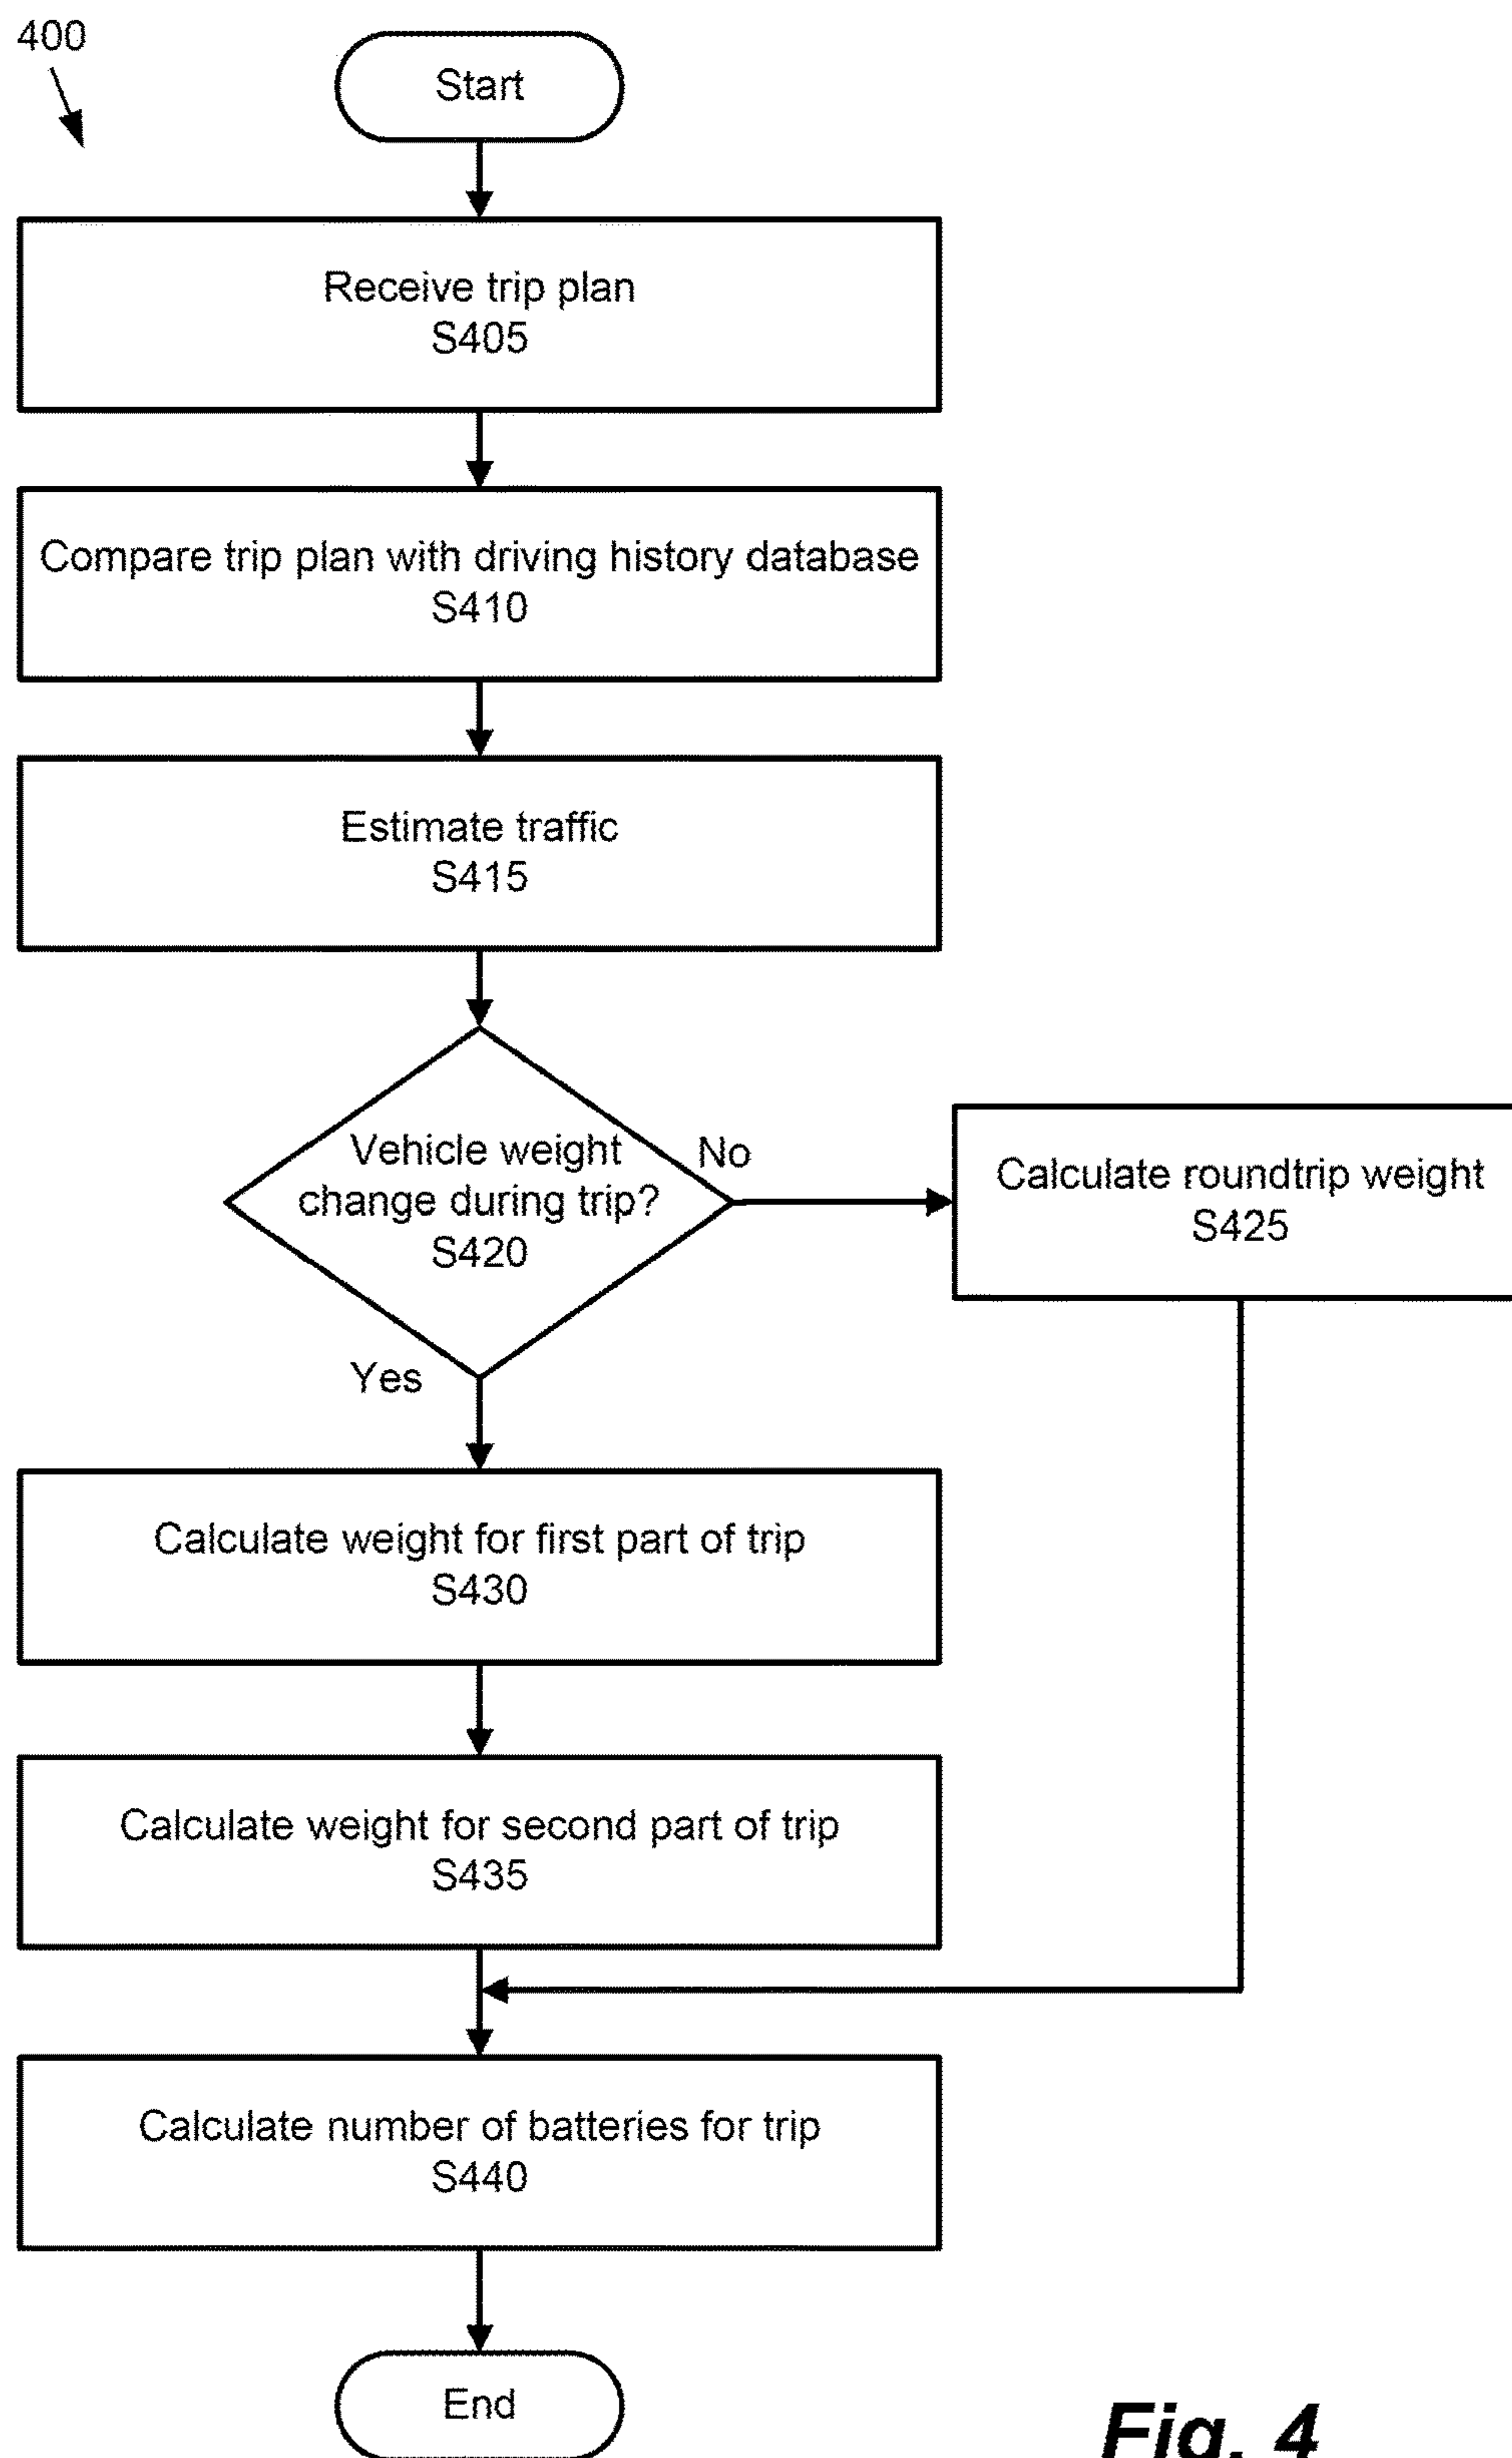 400
Start
Receive trip plan
S405
Compare trip plan with driving history database
S410
Estimate traffic
S415
Vehicle weight
change during trip?
S420
No
Calculate roundtrip weight
S425
Yes
Calculate weight for first part of trip
S430
Calculate weight for second part of trip
S435
Calculate number of batteries for trip
S440
End
Fig. 4